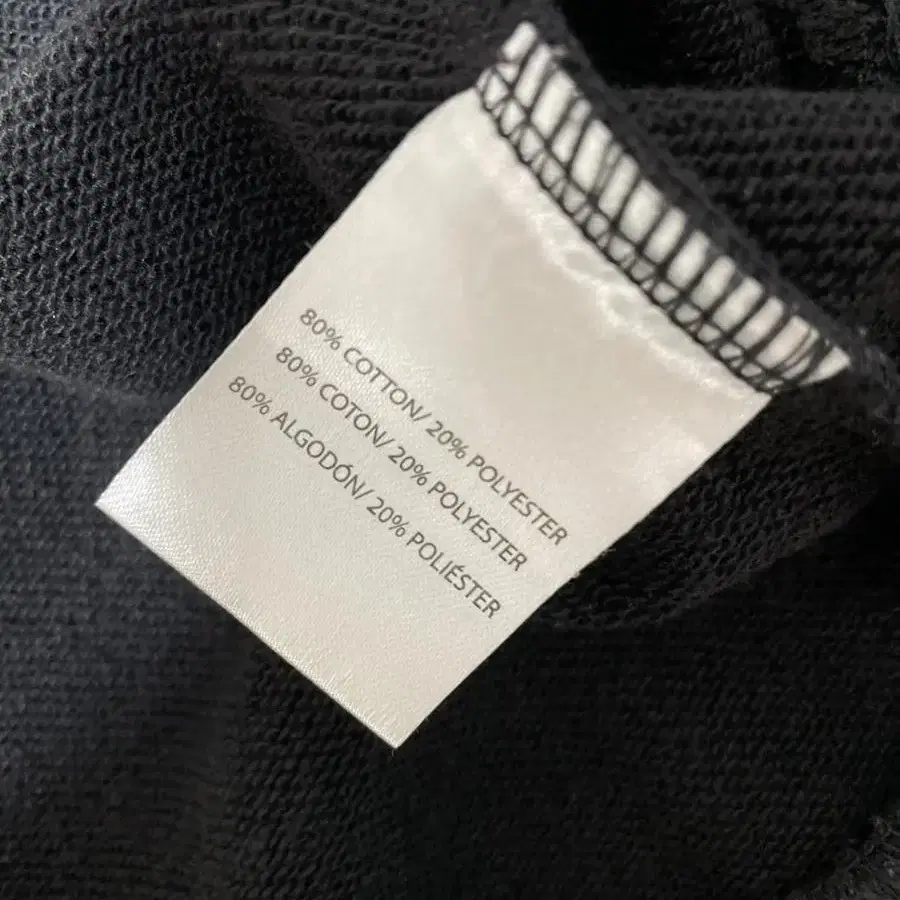 80% COTTON/ 20% POLYESTER
80% COTON/ 20% POLYESTER
80% ALGODÓN/ 20% POLIÉSTER